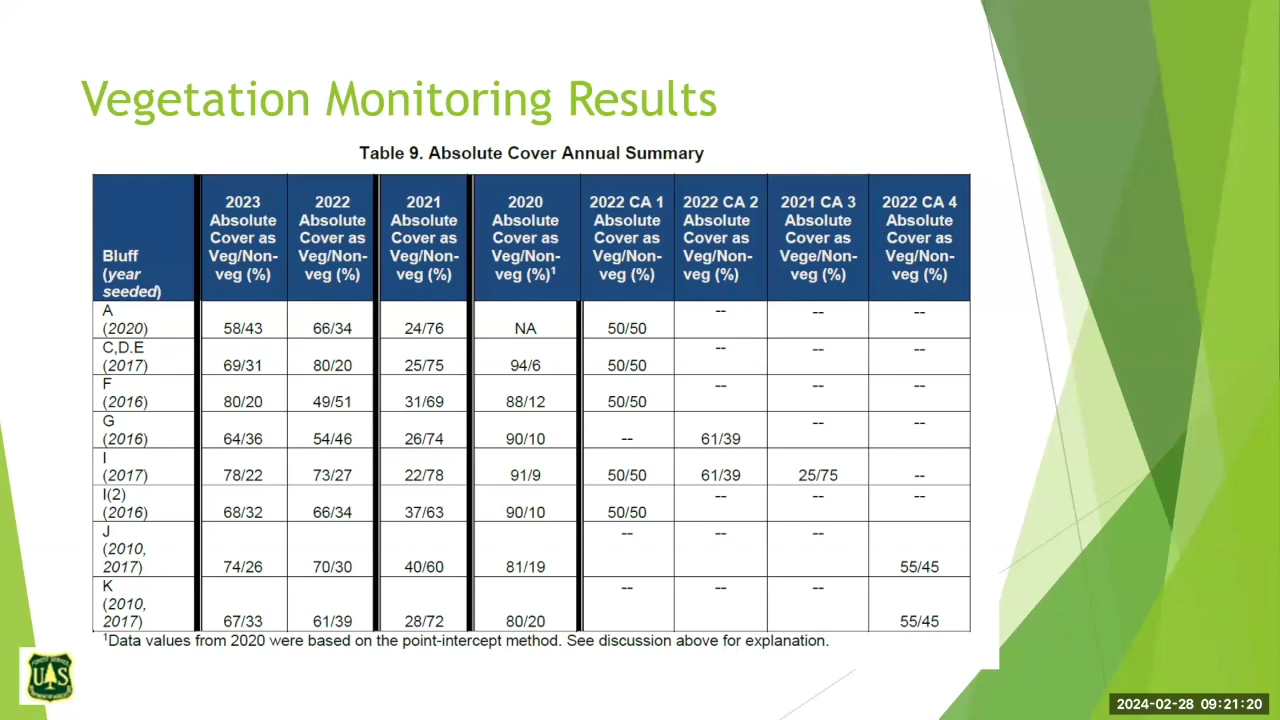 Vegetation Monitoring Results
Table 9. Absolute Cover Annual Summary
Bluff (year seeded) 2023 Absolute Cover as Veg/Non-veg (%) 2022 Absolute Cover as Veg/Non-veg (%) 2021 Absolute Cover as Veg/Non-veg (%) 2020 Absolute Cover as Veg/Non-veg (%)¹ 2022 CA 1 Absolute Cover as Veg/Non-veg (%) 2022 CA 2 Absolute Cover as Veg/Non-veg (%) 2021 CA 3 Absolute Cover as Vege/Non-veg (%) 2022 CA 4 Absolute Cover as Veg/Non-veg (%)
A (2020) 58/43 66/34 24/76 NA 50/50 -- -- --
C,D.E (2017) 69/31 80/20 25/75 94/6 50/50 -- -- --
F (2016) 80/20 49/51 31/69 88/12 50/50 -- -- --
G (2016) 64/36 54/46 26/74 90/10 -- 61/39 -- --
I (2017) 78/22 73/27 22/78 91/9 50/50 61/39 25/75 --
I(2) (2016) 68/32 66/34 37/63 90/10 50/50 -- -- --
J (2010, 2017) 74/26 70/30 40/60 81/19 -- -- -- 55/45
K (2010, 2017) 67/33 61/39 28/72 80/20 -- -- -- 55/45
¹Data values from 2020 were based on the point-intercept method. See discussion above for explanation.
FOREST SERVICE
U S
DEPARTMENT OF AGRICULTURE
2024-02-28 09:21:20